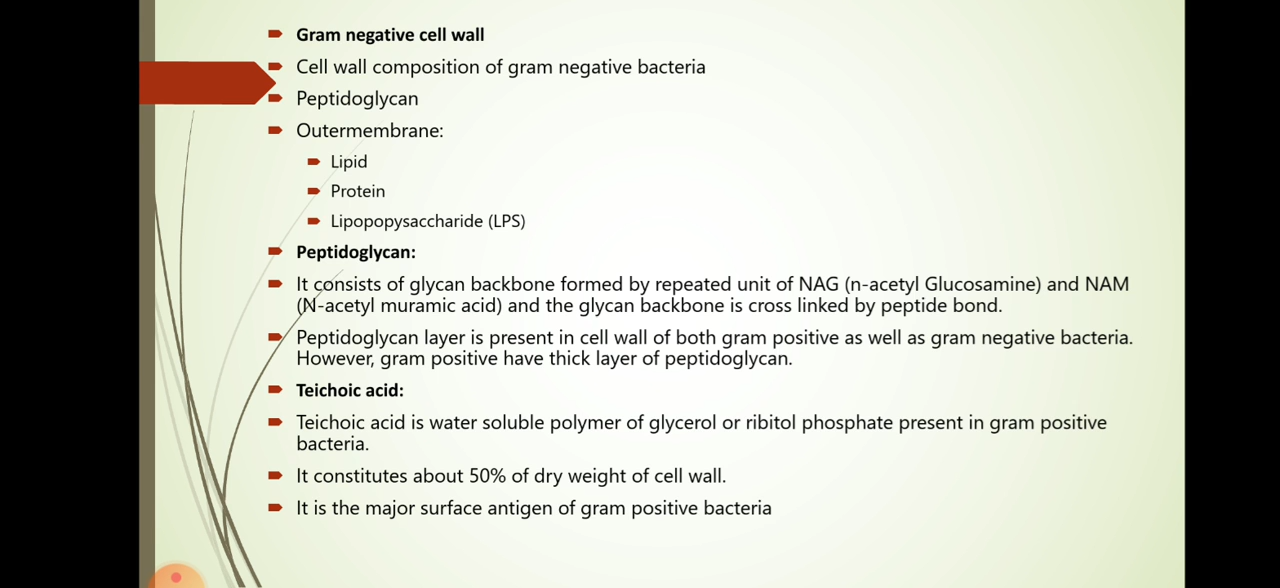 Gram negative cell wall
Cell wall composition of gram negative bacteria
Peptidoglycan
Outermembrane:
Lipid
Protein
Lipopopysaccharide (LPS)
Peptidoglycan:
It consists of glycan backbone formed by repeated unit of NAG (n-acetyl Glucosamine) and NAM
(N-acetyl muramic acid) and the glycan backbone is cross linked by peptide bond.
Peptidoglycan layer is present in cell wall of both gram positive as well as gram negative bacteria.
However, gram positive have thick layer of peptidoglycan.
Teichoic acid:
Teichoic acid is water soluble polymer of glycerol or ribitol phosphate present in gram positive
bacteria.
It constitutes about 50% of dry weight of cell wall.
It is the major surface antigen of gram positive bacteria